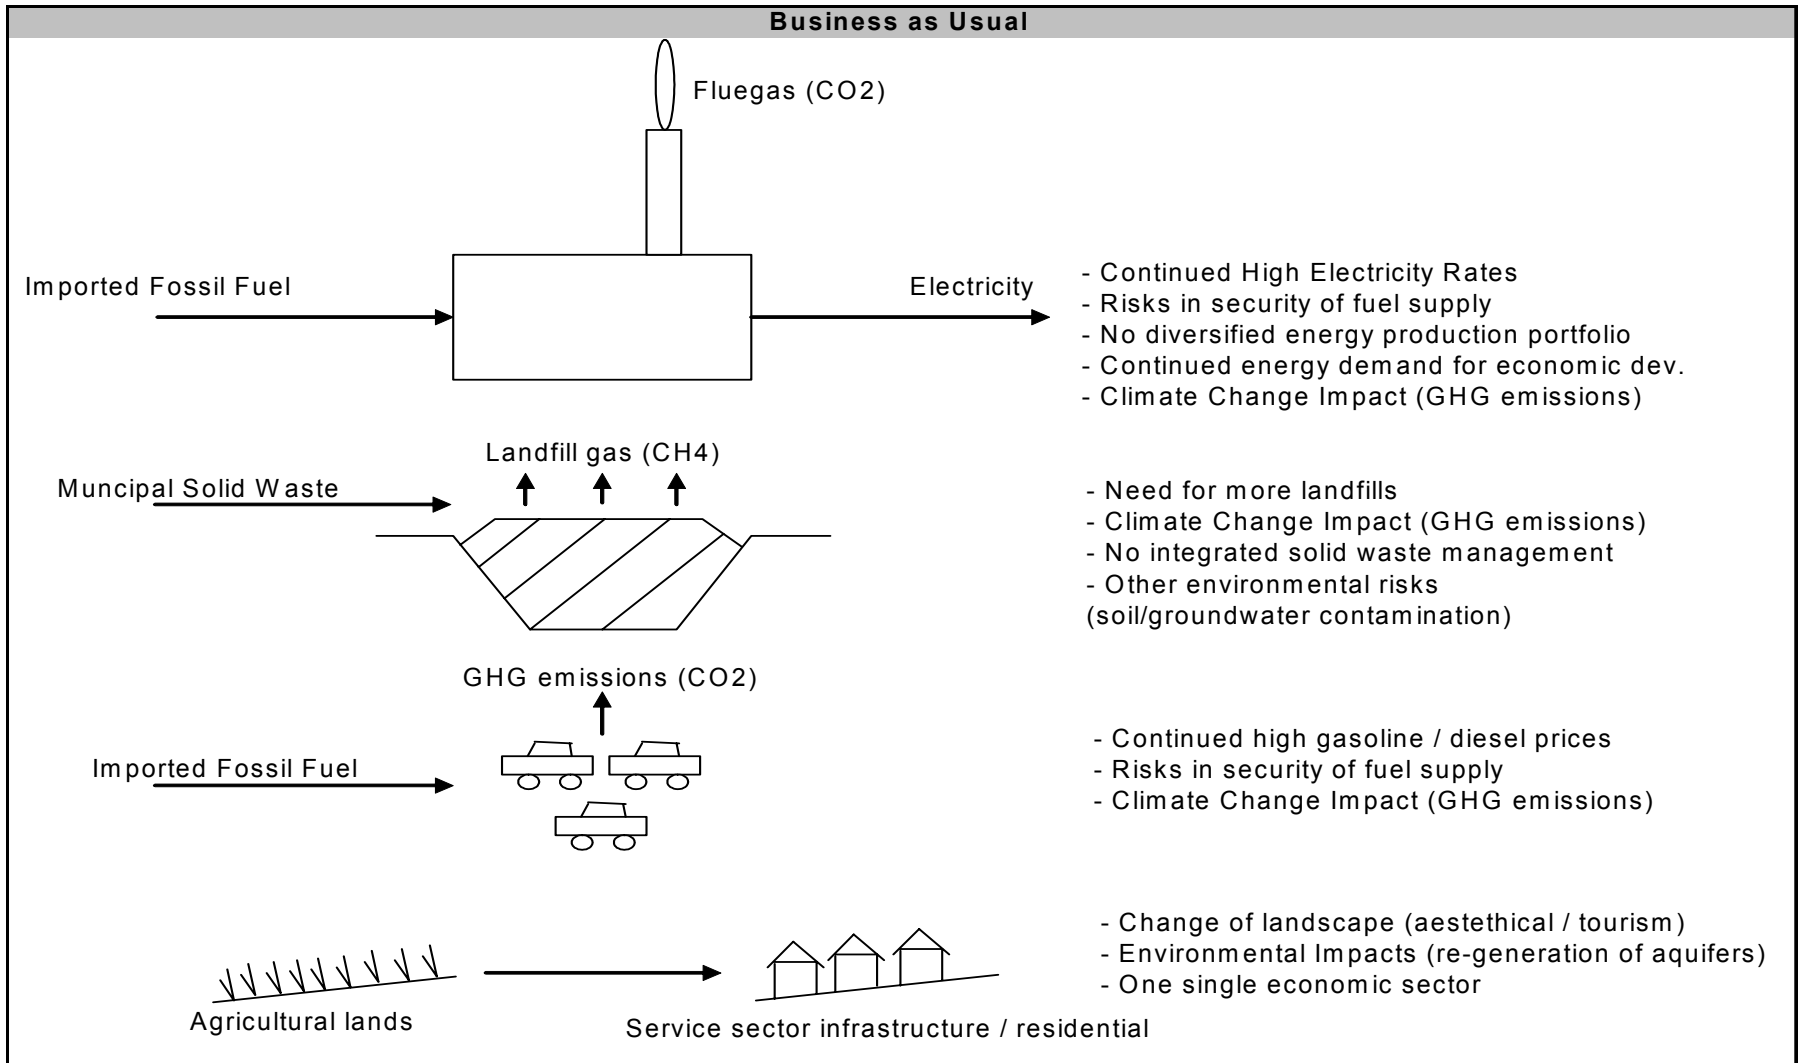 Business as Usual
Fluegas (CO2)
Imported Fossil Fuel
Electricity
- Continued High Electricity Rates
- Risks in security of fuel supply
- No diversified energy production portfolio
- Continued energy demand for economic dev.
- Climate Change Impact (GHG emissions)
Landfill gas (CH4)
Muncipal Solid Waste
- Need for more landfills
- Climate Change Impact (GHG emissions)
- No integrated solid waste management
- Other environmental risks
(soil/groundwater contamination)
GHG emissions (CO2)
Imported Fossil Fuel
- Continued high gasoline / diesel prices
- Risks in security of fuel supply
- Climate Change Impact (GHG emissions)
- Change of landscape (aestethical / tourism)
- Environmental Impacts (re-generation of aquifers)
- One single economic sector
Agricultural lands
Service sector infrastructure / residential